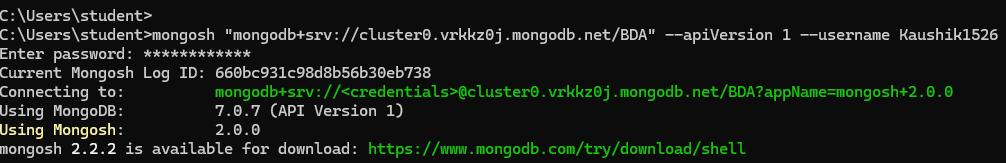 C:\Users\student>
C:\Users\student>mongosh "mongodb+srv://cluster0.vrkkz0j.mongodb.net/BDA" --apiVersion 1 --username Kaushik1526
Enter password: ************
Current Mongosh Log ID: 660bc931c98d8b56b30eb738
Connecting to:          mongodb+srv://<credentials>@cluster0.vrkkz0j.mongodb.net/BDA?appName=mongosh+2.0.0
Using MongoDB:          7.0.7 (API Version 1)
Using Mongosh:          2.0.0
mongosh 2.2.2 is available for download: https://www.mongodb.com/try/download/shell